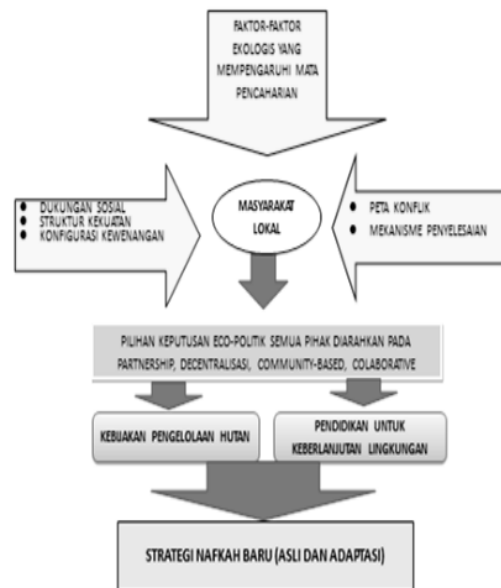 FAKTOR-FAKTOR
EKOLOGIS YANG
MEMPENGARUHI MATA
PENCAHARIAN
DUKUNGAN SOSIAL
STRUKTUR KEKUATAN
KONFIGURASI KEWENANGAN
MASYARAKAT
LOKAL
PETA KONFLIK
MEKANISME PENYELESAIAN
PILIHAN KEPUTUSAN ECO-POLITIK SEMUA PIHAK DIARAHKAN PADA
PARTNERSHIP, DECENTRALISASI, COMMUNITY-BASED, COLABORATIVE
KEBIJAKAN PENGELOLAAN HUTAN
PENDIDIKAN UNTUK
KEBERLANJUTAN LINGKUNGAN
STRATEGI NAFKAH BARU (ASLI DAN ADAPTASI)